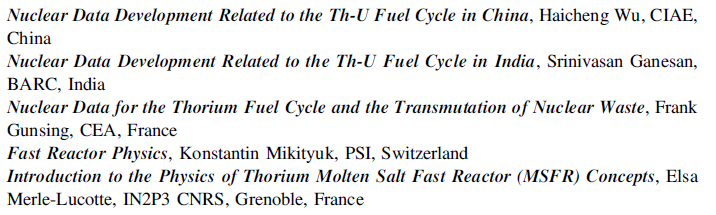 Nuclear Data Development Related to the Th-U Fuel Cycle in China, Haicheng Wu, CIAE,
China
Nuclear Data Development Related to the Th-U Fuel Cycle in India, Srinivasan Ganesan,
BARC, India
Nuclear Data for the Thorium Fuel Cycle and the Transmutation of Nuclear Waste, Frank
Gunsing, CEA, France
Fast Reactor Physics, Konstantin Mikityuk, PSI, Switzerland
Introduction to the Physics of Thorium Molten Salt Fast Reactor (MSFR) Concepts, Elsa
Merle-Lucotte, IN2P3 CNRS, Grenoble, France